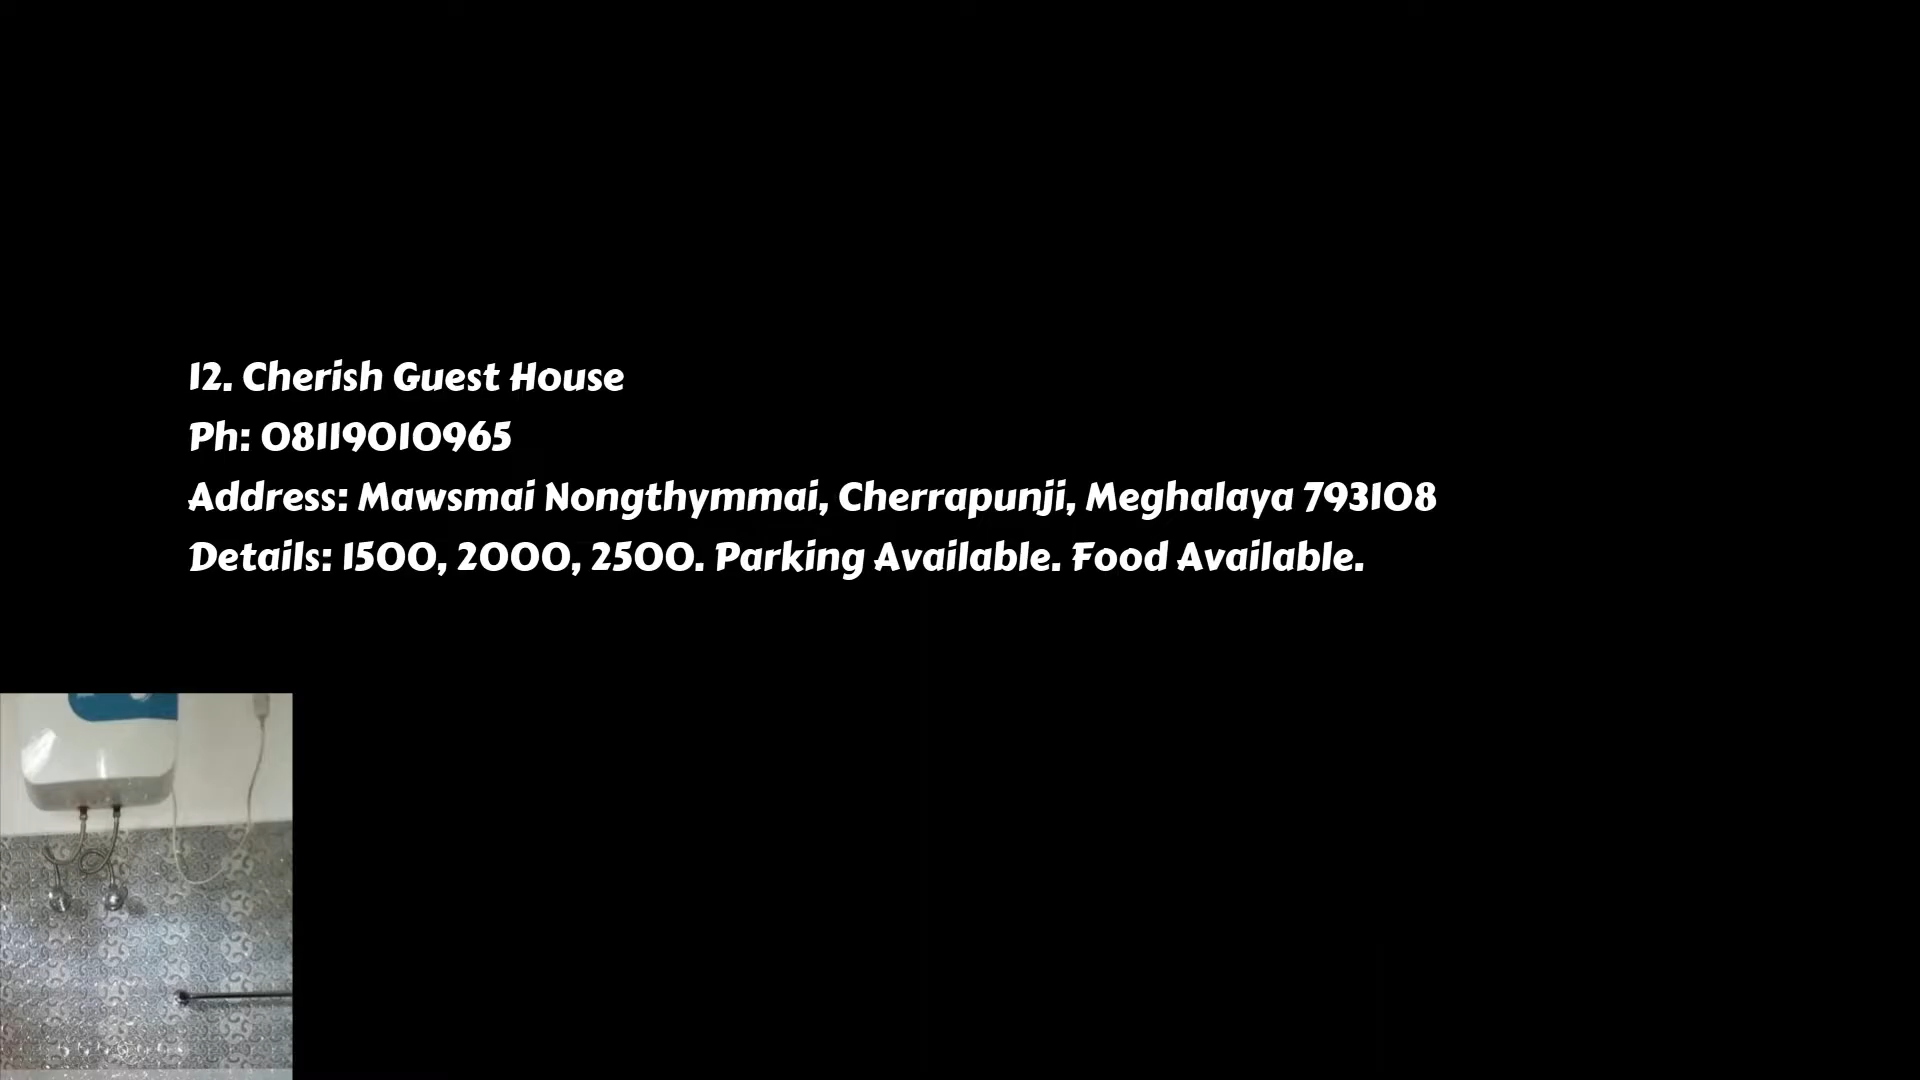 12. Cherish Guest House
Ph: 08119010965
Address: Mawsmai Nongthymmai, Cherrapunji, Meghalaya 793108
Details: 1500, 2000, 2500. Parking Available. Food Available.